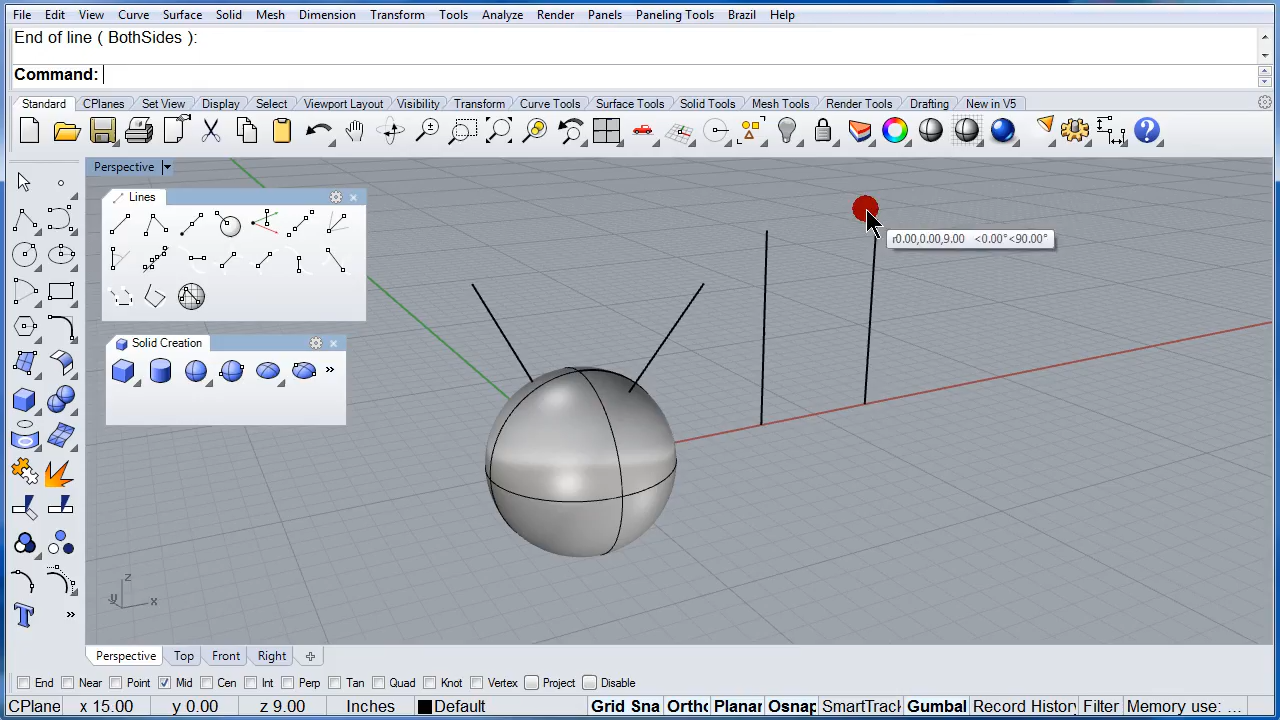 File Edit View Curve Surface Solid Mesh Dimension Transform Tools Analyze Render Panels Paneling Tools Brazil Help
End of line ( BothSides ):
Command:
Standard CPlanes Set View Display Select Viewport Layout Visibility Transform Curve Tools Surface Tools Solid Tools Mesh Tools Render Tools Drafting New in V5
Perspective
Lines
r0.00,0.00,9.00 <0.00°<90.00°
Solid Creation
z
y x
Perspective Top Front Right
End Near Point Mid Cen Int Perp Tan Quad Knot Vertex Project Disable
CPlane x 15.00 y 0.00 z 9.00 Inches Default Grid Sna Ortho Planar Osnap SmartTrack Gumbal Record History Filter Memory use: ...